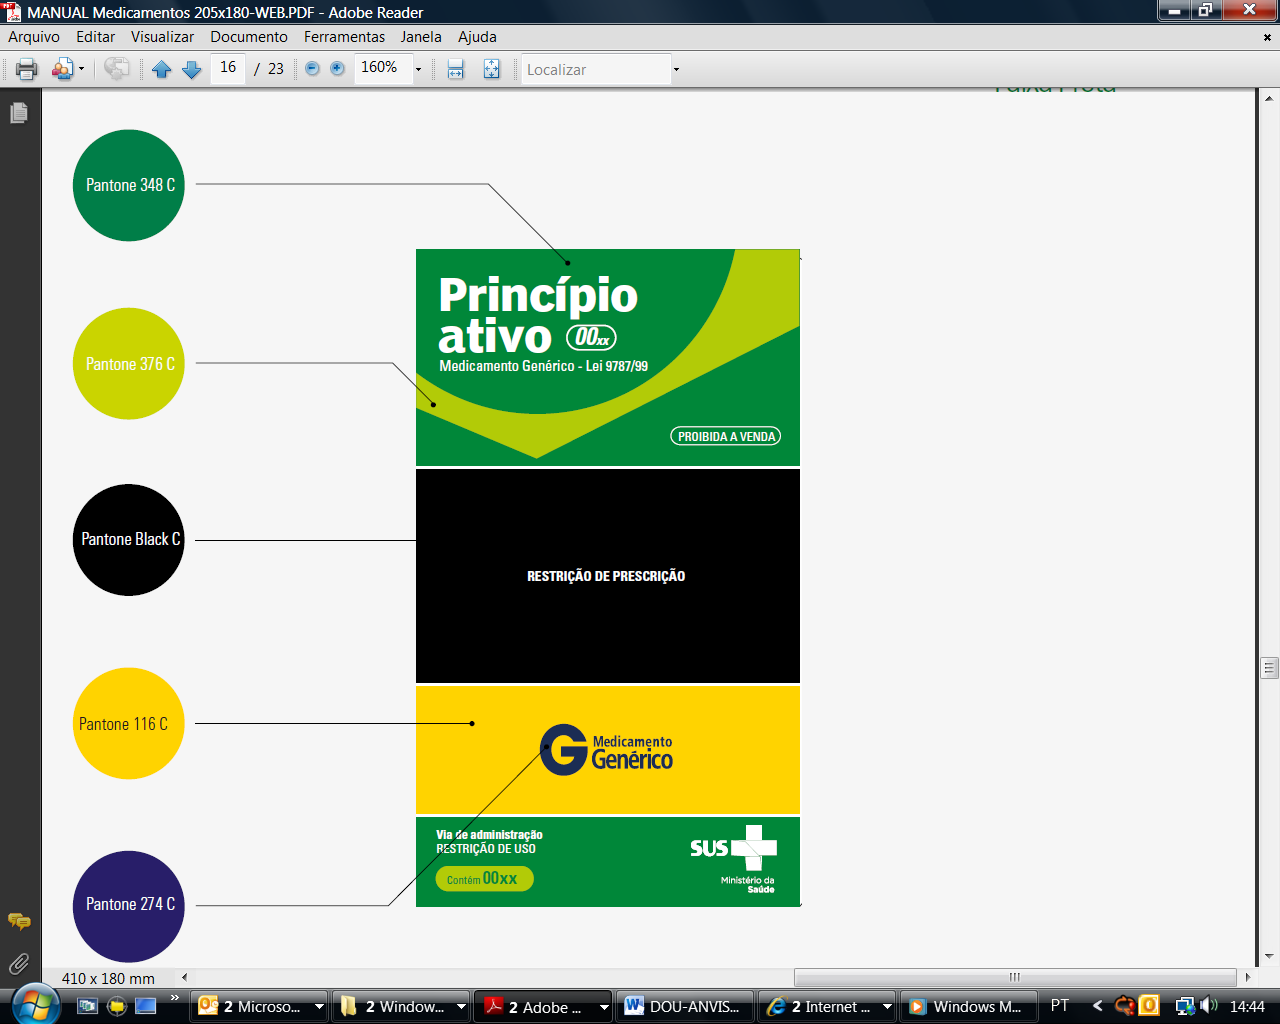 MANUAL Medicamentos 205x180-WEB.PDF - Adobe Reader
Arquivo Editar Visualizar Documento Ferramentas Janela Ajuda
16 / 23 160% Localizar
Faixa Preta
Pantone 348 C
Princípio
ativo 00xx
Medicamento Genérico - Lei 9787/99
Pantone 376 C
PROIBIDA A VENDA
Pantone Black C
RESTRIÇÃO DE PRESCRIÇÃO
Pantone 116 C
G Medicamento
Genérico
Via de administração
RESTRIÇÃO DE USO
Contém 00xx
SUS
Ministério da
Saúde
Pantone 274 C
410 x 180 mm
2 Microso... 2 Window... 2 Adobe ... DOU-ANVIS... 2 Internet ... Windows M... PT 14:44